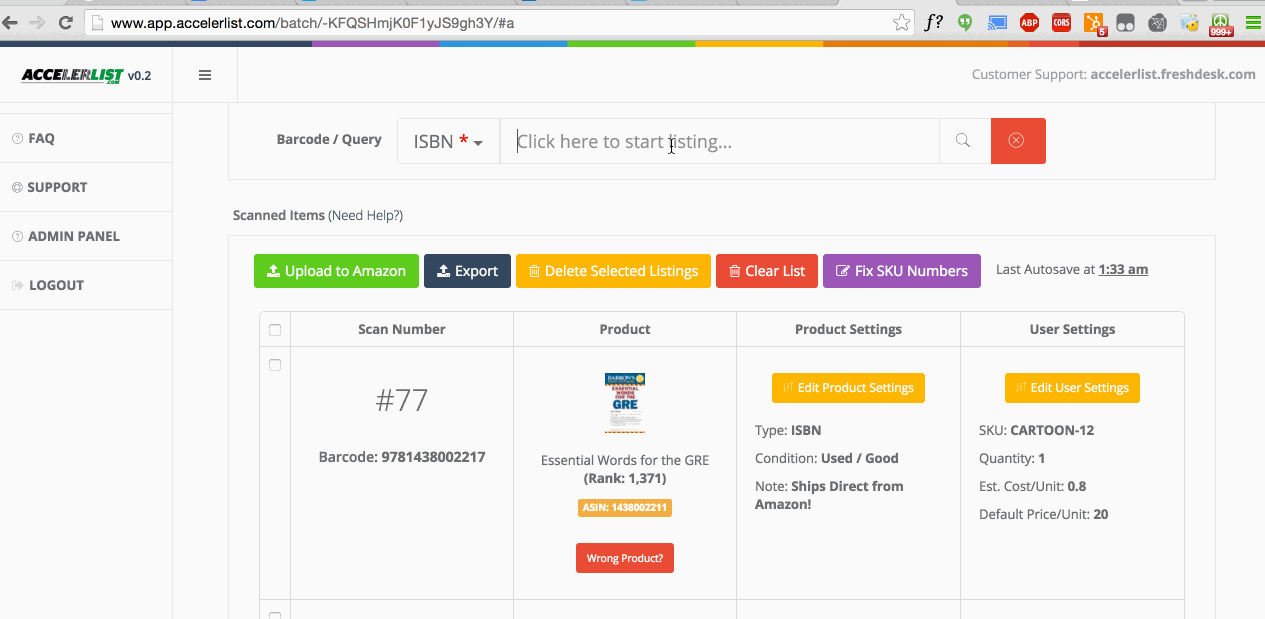 www.app.accelerlist.com/batch/-KFQSHmjK0F1yJS9gh3Y/#a
f?
ABP
CORS
5
999+
ACCELERLIST
.COM
v0.2
Customer Support: accelerlist.freshdesk.com
FAQ
SUPPORT
ADMIN PANEL
LOGOUT
Barcode / Query
ISBN *
Click here to start listing...
Scanned Items (Need Help?)
Upload to Amazon
Export
Delete Selected Listings
Clear List
Fix SKU Numbers
Last Autosave at 1:33 am
Scan Number
Product
Product Settings
User Settings
#77
Barcode: 9781438002217
BARRON'S
ESSENTIAL
WORDS
FOR THE
GRE
Essential Words for the GRE
(Rank: 1,371)
ASIN: 1438002211
Wrong Product?
Edit Product Settings
Type: ISBN
Condition: Used / Good
Note: Ships Direct from
Amazon!
Edit User Settings
SKU: CARTOON-12
Quantity: 1
Est. Cost/Unit: 0.8
Default Price/Unit: 20